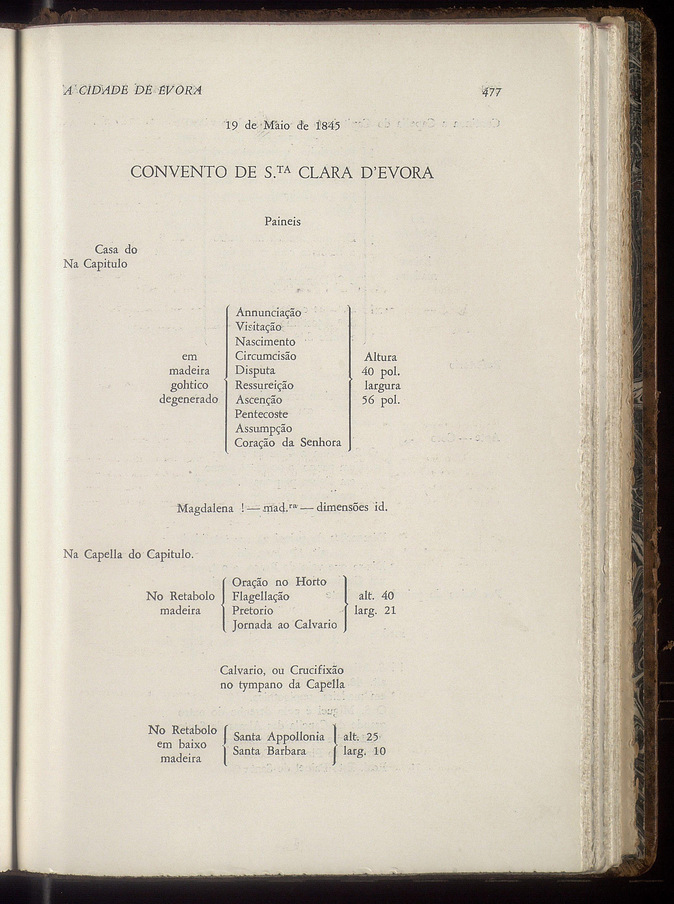 A CIDADE DE ÉVORA 477
19 de Maio de 1845
CONVENTO DE S.TA CLARA D'EVORA
Paineis
Casa do
Na Capitulo
Annunciação
Visitação
Nascimento
em Circumcisão Altura
madeira Disputa 40 pol.
gohtico Ressureição largura
degenerado Ascenção 56 pol.
Pentecoste
Assumpção
Coração da Senhora
Magdalena ! — mad.ra — dimensões id.
Na Capella do Capitulo.
Oração no Horto
No Retabolo Flagellação alt. 40
madeira Pretorio larg. 21
Jornada ao Calvario
Calvario, ou Crucifixão
no tympano da Capella
No Retabolo
em baixo
madeira
Santa Appollonia alt. 25
Santa Barbara larg. 10